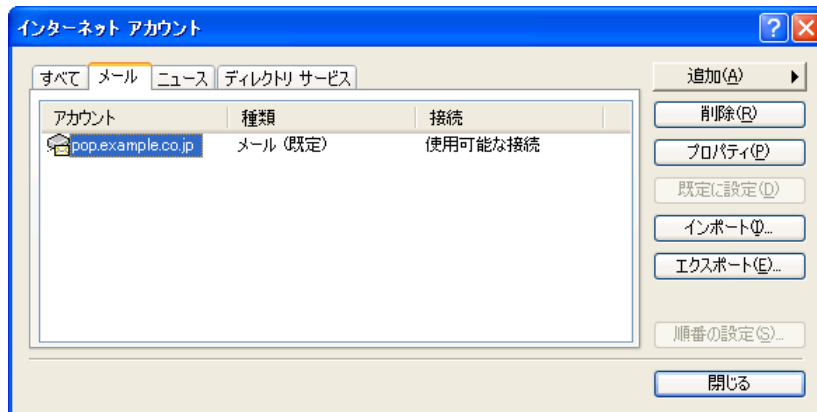 インターネット アカウント
すべて メール ニュース ディレクトリ サービス
アカウント 種類 接続
pop.example.co.jp メール (既定) 使用可能な接続
追加(A)
削除(R)
プロパティ(P)
既定に設定(D)
インポート(I)...
エクスポート(E)...
順番の設定(S)...
閉じる